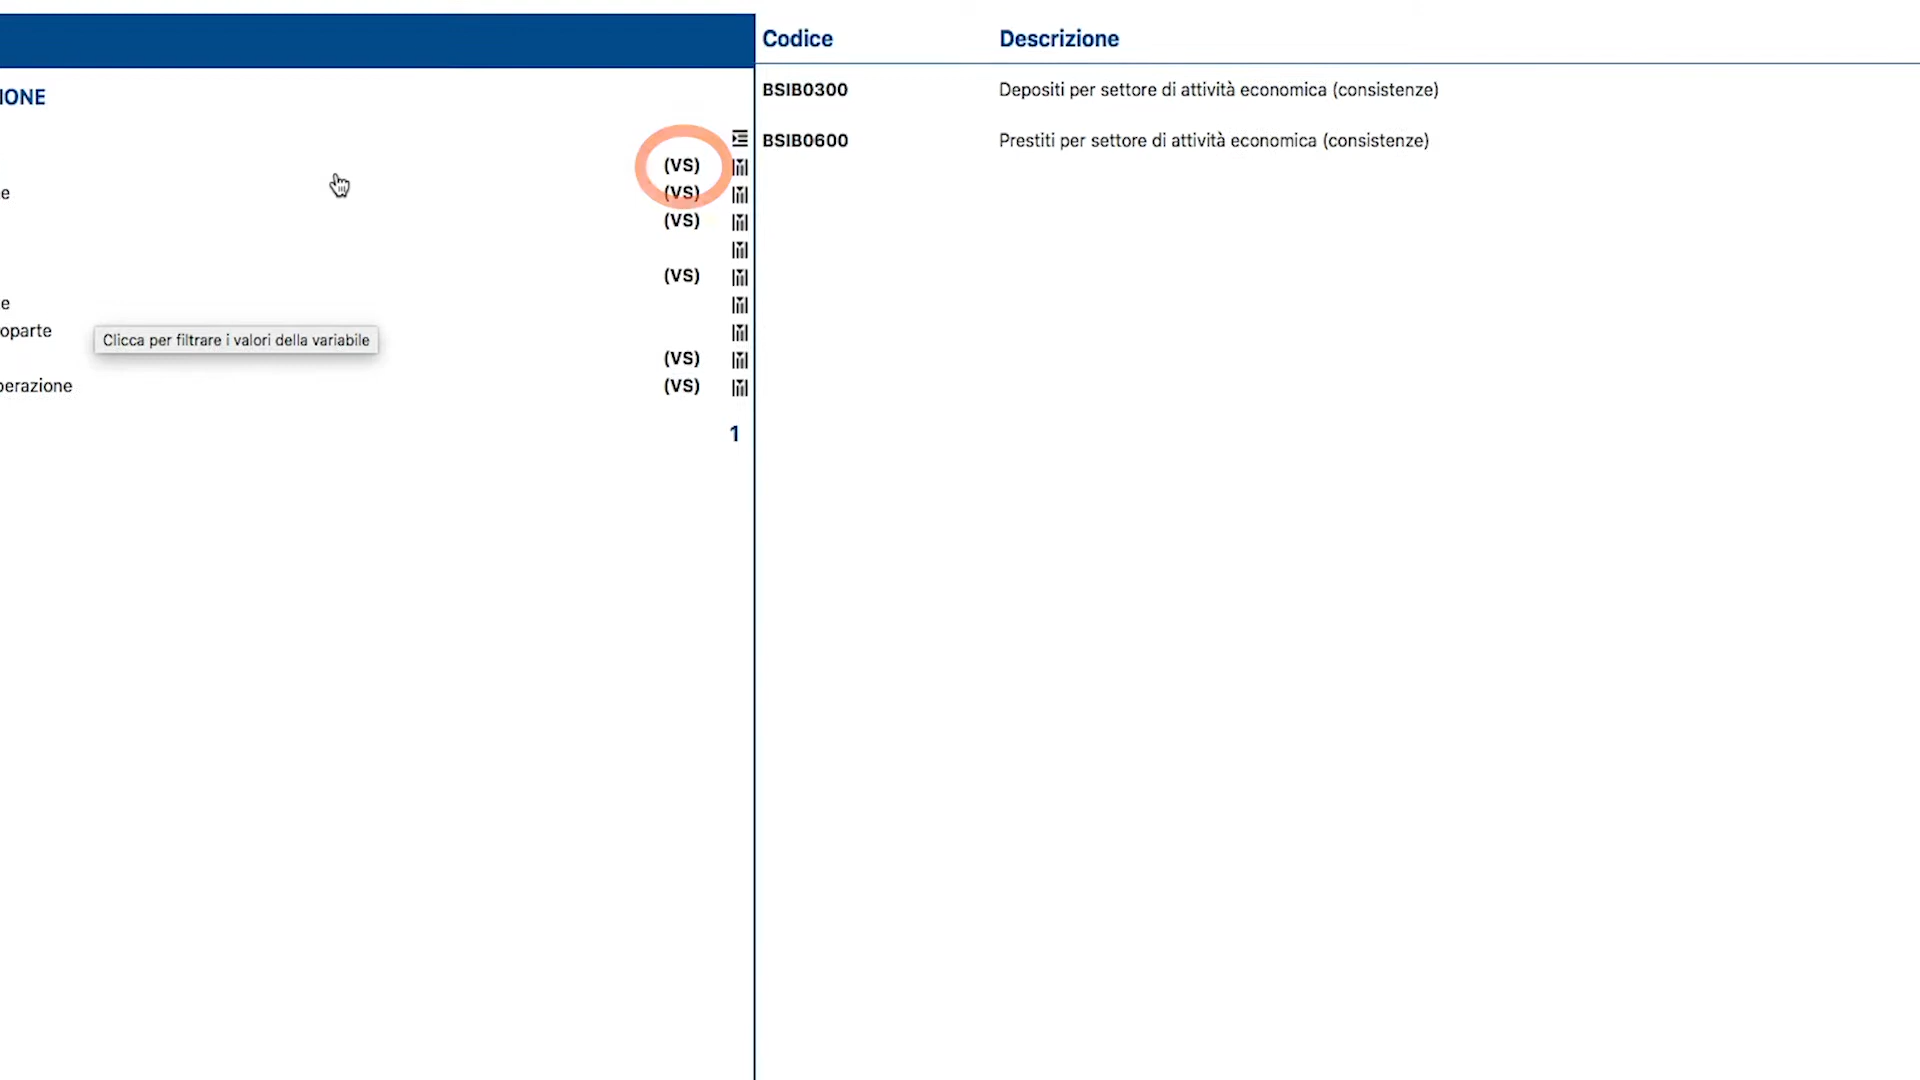 IONE
(VS)
e (VS)
(VS)
(VS)
e
oparte
Clicca per filtrare i valori della variabile
(VS)
perazione (VS)
1
Codice Descrizione
BSIB0300 Depositi per settore di attività economica (consistenze)
BSIB0600 Prestiti per settore di attività economica (consistenze)